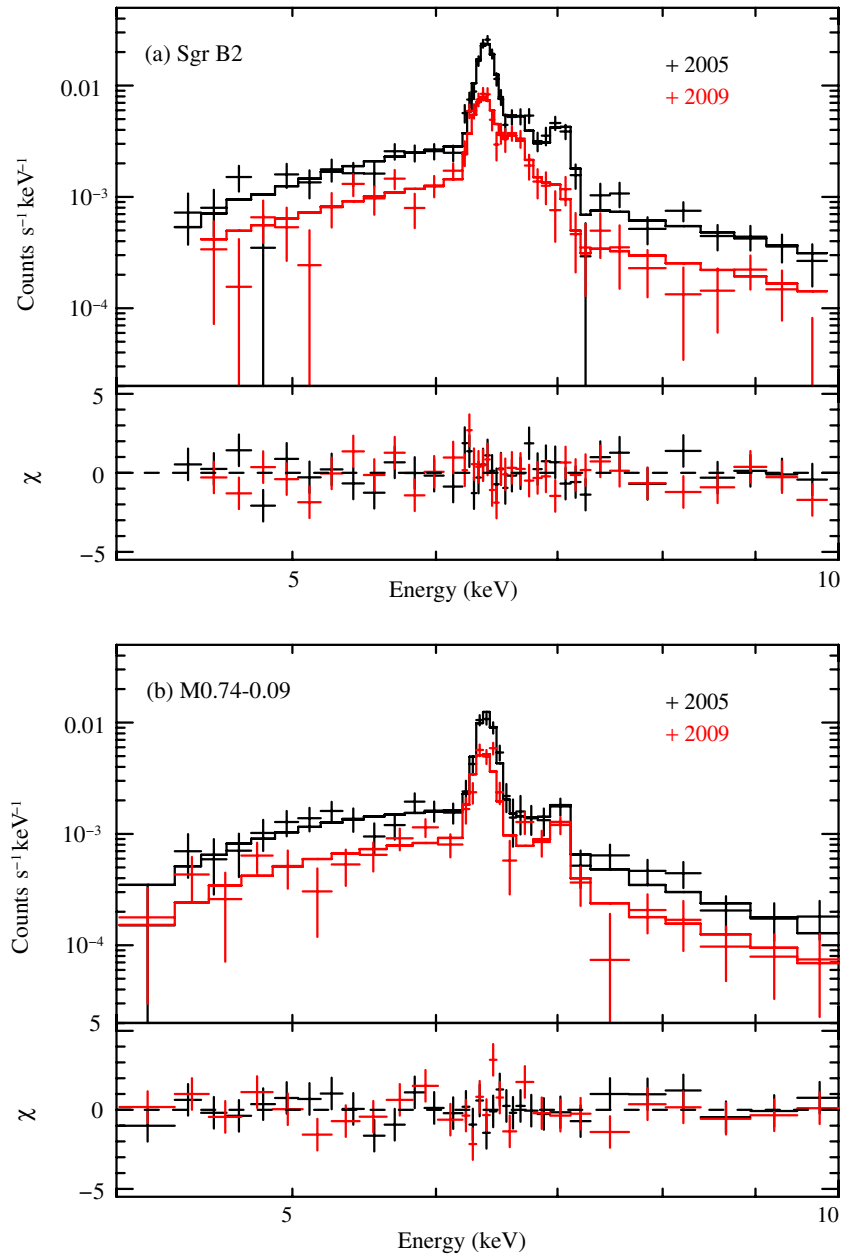 (a) Sgr B2
+ 2005
+ 2009
0.01
10⁻³
10⁻⁴
Counts s⁻¹ keV⁻¹
5
0
−5
χ
5
10
Energy (keV)
(b) M0.74-0.09
+ 2005
+ 2009
0.01
10⁻³
10⁻⁴
Counts s⁻¹ keV⁻¹
5
0
−5
χ
5
10
Energy (keV)